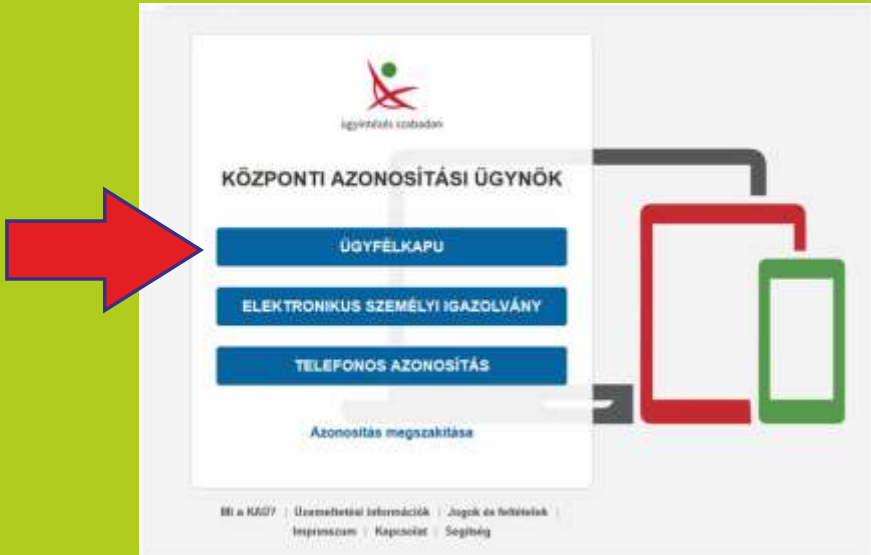 ügyintézés szabadon
KÖZPONTI AZONOSÍTÁSI ÜGYNÖK
ÜGYFÉLKAPU
ELEKTRONIKUS SZEMÉLYI IGAZOLVÁNY
TELEFONOS AZONOSÍTÁS
Azonosítás megszakítása
Mi a KAÜ? | Üzemeltetési információk | Jogok és feltételek |
Impresszum | Kapcsolat | Segítség